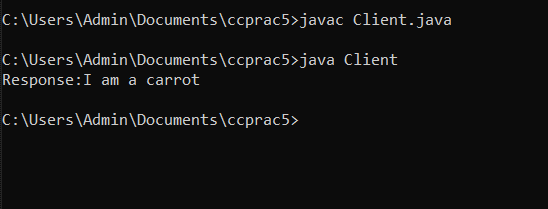 C:\Users\Admin\Documents\ccprac5>javac Client.java
C:\Users\Admin\Documents\ccprac5>java Client
Response:I am a carrot
C:\Users\Admin\Documents\ccprac5>